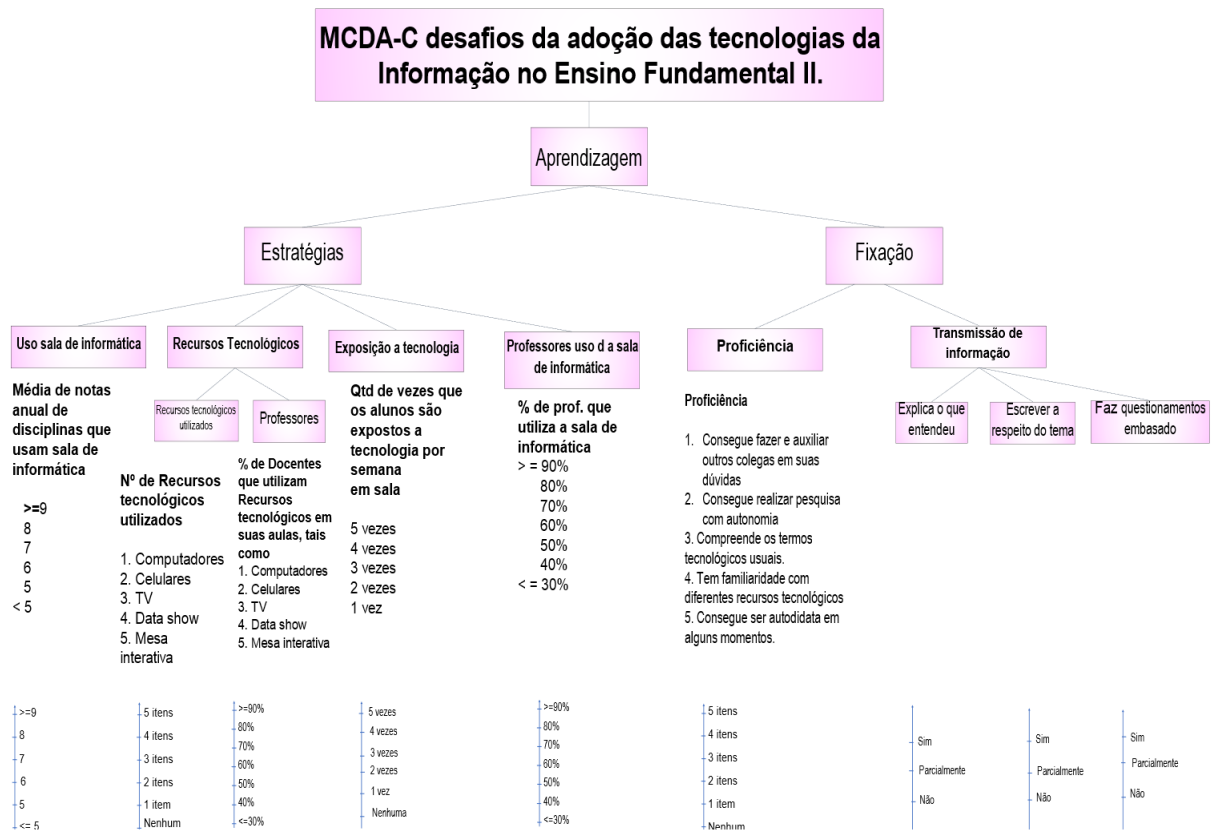 MCDA-C desafios da adoção das tecnologias da
Informação no Ensino Fundamental II.
Aprendizagem
Estratégias
Fixação
Uso sala de informática
Recursos Tecnológicos
Exposição a tecnologia
Professores uso d a sala
de informática
Proficiência
Transmissão de
informação
Média de notas
anual de
disciplinas que
usam sala de
informática
>=9
8
7
6
5
< 5
Recursos tecnológicos
utilizados
Professores
Nº de Recursos
tecnológicos
utilizados
1. Computadores
2. Celulares
3. TV
4. Data show
5. Mesa
interativa
% de Docentes
que utilizam
Recursos
tecnológicos em
suas aulas, tais
como
1. Computadores
2. Celulares
3. TV
4. Data show
5. Mesa interativa
Qtd de vezes que
os alunos são
expostos a
tecnologia por
semana
em sala
5 vezes
4 vezes
3 vezes
2 vezes
1 vez
% de prof. que
utiliza a sala de
informática
> = 90%
80%
70%
60%
50%
40%
< = 30%
Proficiência
1. Consegue fazer e auxiliar
outros colegas em suas
dúvidas
2. Consegue realizar pesquisa
com autonomia
3. Compreende os termos
tecnológicos usuais.
4. Tem familiaridade com
diferentes recursos tecnológicos
5. Consegue ser autodidata em
alguns momentos.
Explica o que
entendeu
Escrever a
respeito do tema
Faz questionamentos
embasado
>=9
8
7
6
5
<= 5
5 itens
4 itens
3 itens
2 itens
1 item
Nenhum
>=90%
80%
70%
60%
50%
40%
<=30%
5 vezes
4 vezes
3 vezes
2 vezes
1 vez
Nenhuma
>=90%
80%
70%
60%
50%
40%
<=30%
5 itens
4 itens
3 itens
2 itens
1 item
Nenhum
Sim
Parcialmente
Não
Sim
Parcialmente
Não
Sim
Parcialmente
Não